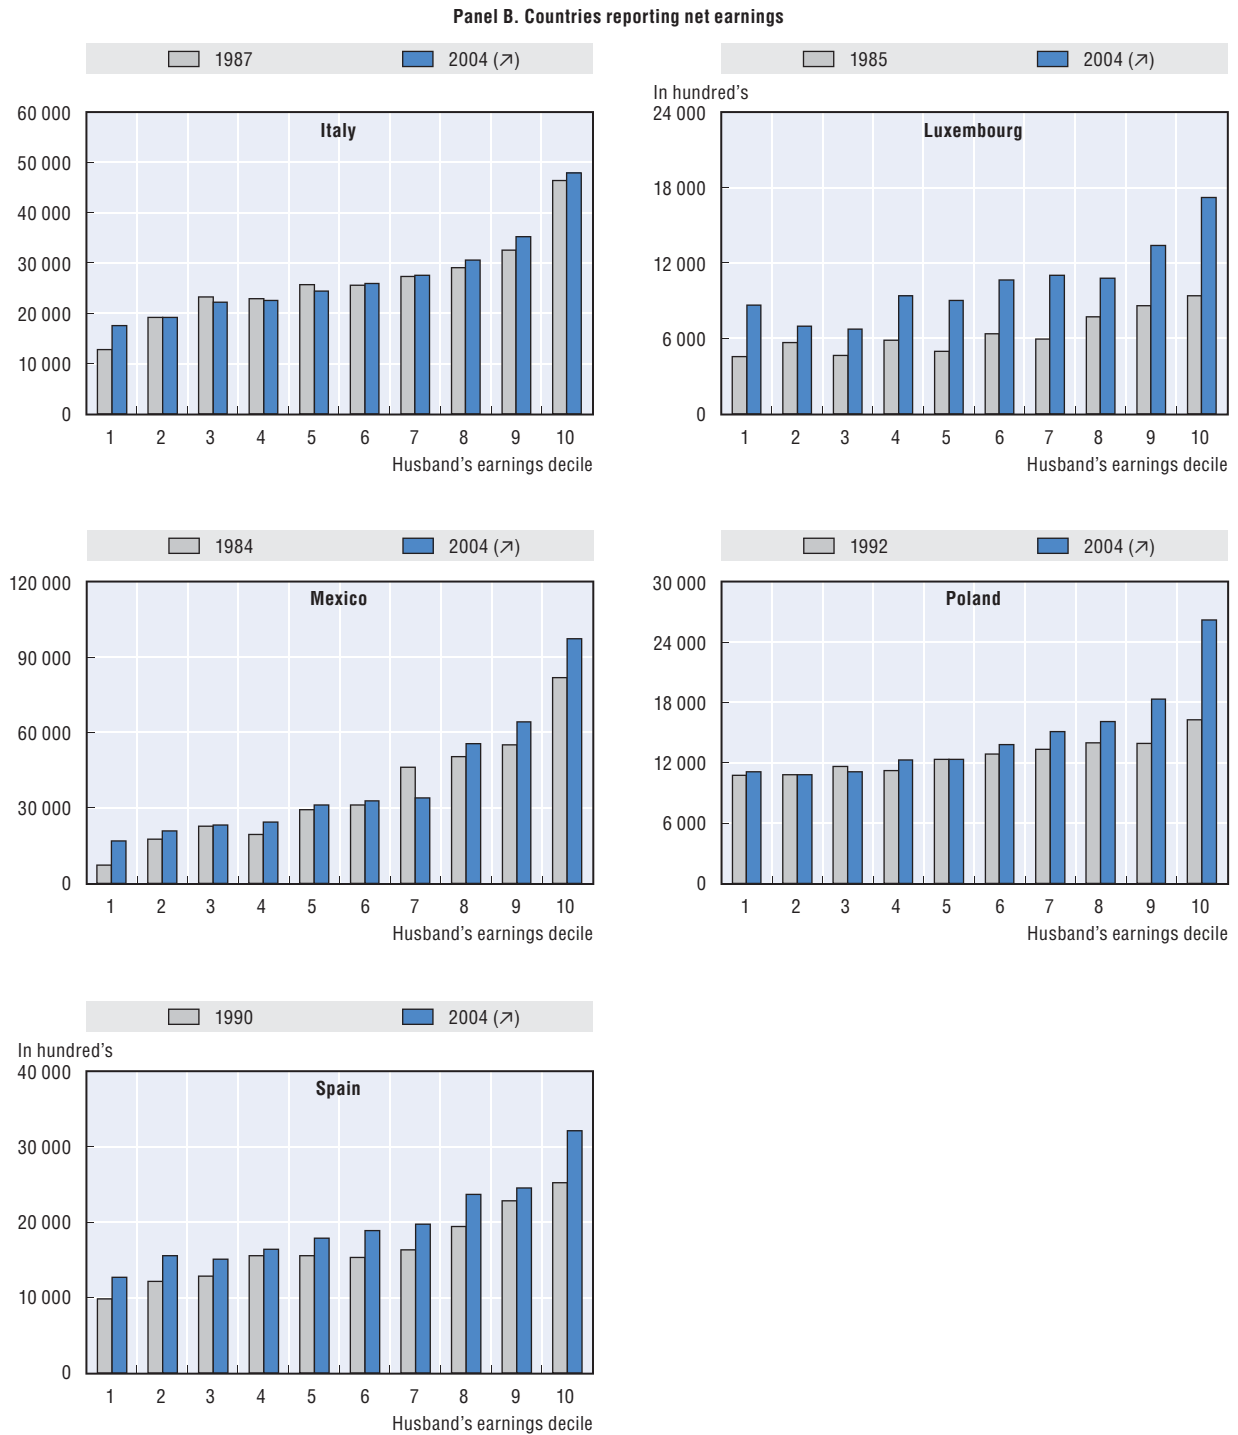 Panel B. Countries reporting net earnings
1987 2004 (↗)
60 000
50 000
40 000
30 000
20 000
10 000
0
Italy
1 2 3 4 5 6 7 8 9 10
Husband's earnings decile
1985 2004 (↗)
In hundred's
24 000
18 000
12 000
6 000
0
Luxembourg
1 2 3 4 5 6 7 8 9 10
Husband's earnings decile
1984 2004 (↗)
120 000
90 000
60 000
30 000
0
Mexico
1 2 3 4 5 6 7 8 9 10
Husband's earnings decile
1992 2004 (↗)
30 000
24 000
18 000
12 000
6 000
0
Poland
1 2 3 4 5 6 7 8 9 10
Husband's earnings decile
1990 2004 (↗)
In hundred's
40 000
30 000
20 000
10 000
0
Spain
1 2 3 4 5 6 7 8 9 10
Husband's earnings decile